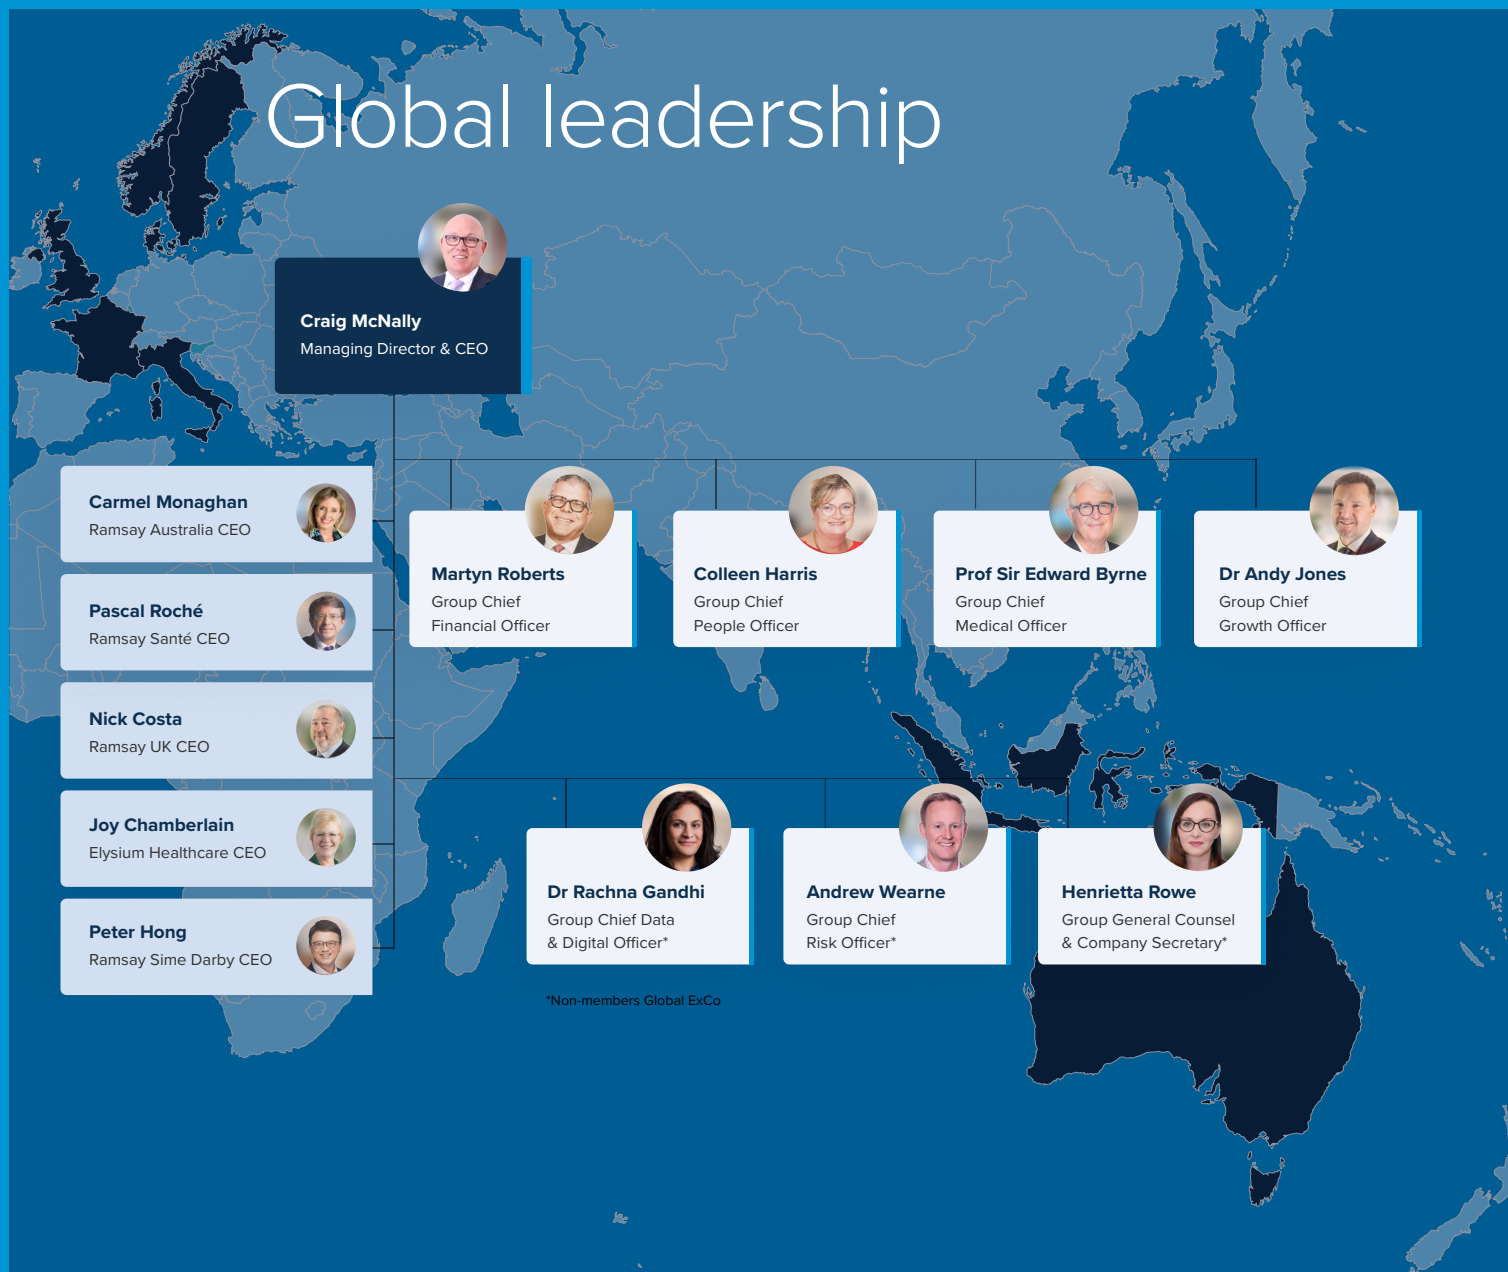 Global leadership
Craig McNally
Managing Director & CEO
Carmel Monaghan
Ramsay Australia CEO
Pascal Roché
Ramsay Santé CEO
Nick Costa
Ramsay UK CEO
Joy Chamberlain
Elysium Healthcare CEO
Peter Hong
Ramsay Sime Darby CEO
Martyn Roberts
Group Chief
Financial Officer
Colleen Harris
Group Chief
People Officer
Prof Sir Edward Byrne
Group Chief
Medical Officer
Dr Andy Jones
Group Chief
Growth Officer
Dr Rachna Gandhi
Group Chief Data
& Digital Officer*
Andrew Wearne
Group Chief
Risk Officer*
Henrietta Rowe
Group General Counsel
& Company Secretary*
*Non-members Global ExCo